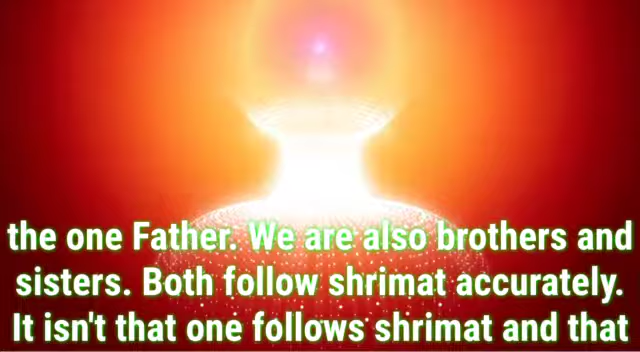 the one Father. We are also brothers and
sisters. Both follow shrimat accurately.
It isn't that one follows shrimat and that